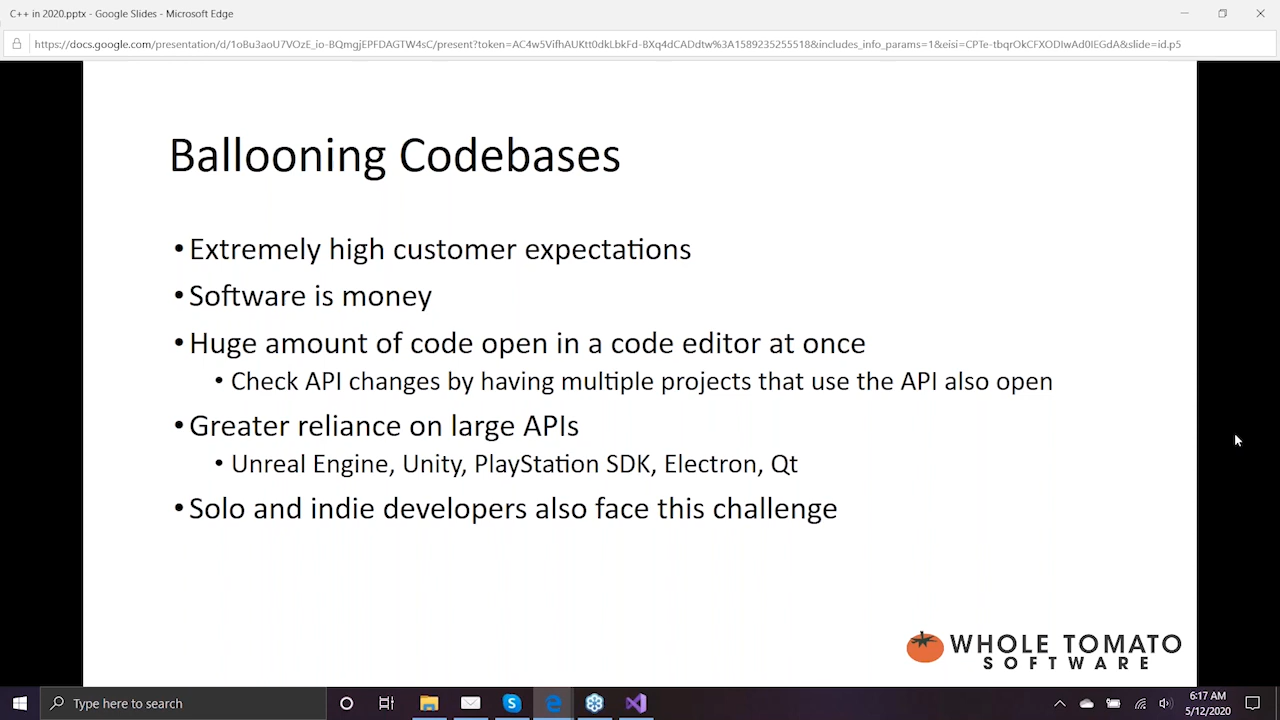 C++ in 2020.pptx - Google Slides - Microsoft Edge
https://docs.google.com/presentation/d/1oBu3aoU7VOzE_io-BQmgjEPFDAGTW4sC/present?token=AC4w5VifhAUKtt0dkLbkFd-BXq4dCADdtw%3A1589235255518&includes_info_params=1&eisi=CPTe-tbqrOkCFXODIwAd0IEGdA&slide=id.p5
Ballooning Codebases
• Extremely high customer expectations
• Software is money
• Huge amount of code open in a code editor at once
• Check API changes by having multiple projects that use the API also open
• Greater reliance on large APIs
• Unreal Engine, Unity, PlayStation SDK, Electron, Qt
• Solo and indie developers also face this challenge
WHOLE TOMATO
SOFTWARE
Type here to search
6:17 AM
5/12/2020